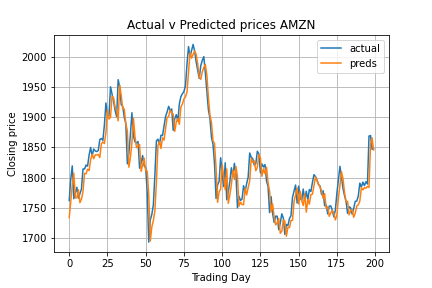 Actual v Predicted prices AMZN
actual
preds
Closing price
2000
1950
1900
1850
1800
1750
1700
0 25 50 75 100 125 150 175 200
Trading Day